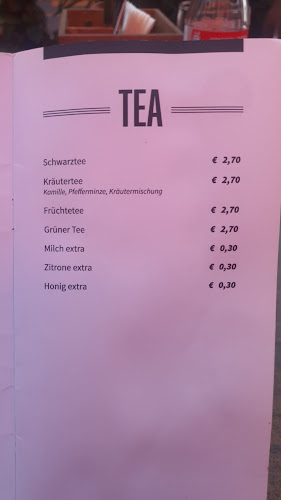 TEA
Schwarztee € 2,70
Kräutertee € 2,70
Kamille, Pfefferminze, Kräutermischung
Früchtetee € 2,70
Grüner Tee € 2,70
Milch extra € 0,30
Zitrone extra € 0,30
Honig extra € 0,30